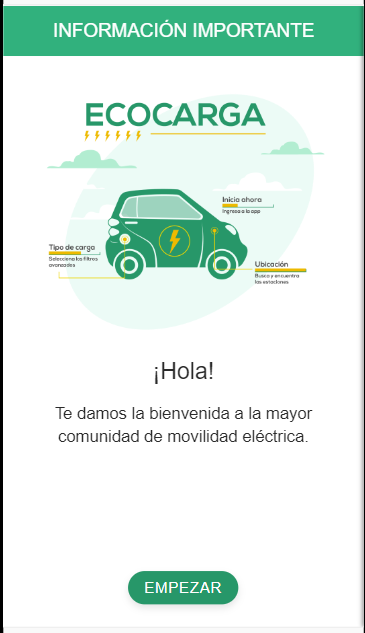 INFORMACIÓN IMPORTANTE
ECOCARGA
Inicia ahora
Ingresa a la app
Tipo de carga
Selecciona los filtros
avanzados
Ubicación
Busca y encuentra
las estaciones
¡Hola!
Te damos la bienvenida a la mayor
comunidad de movilidad eléctrica.
EMPEZAR